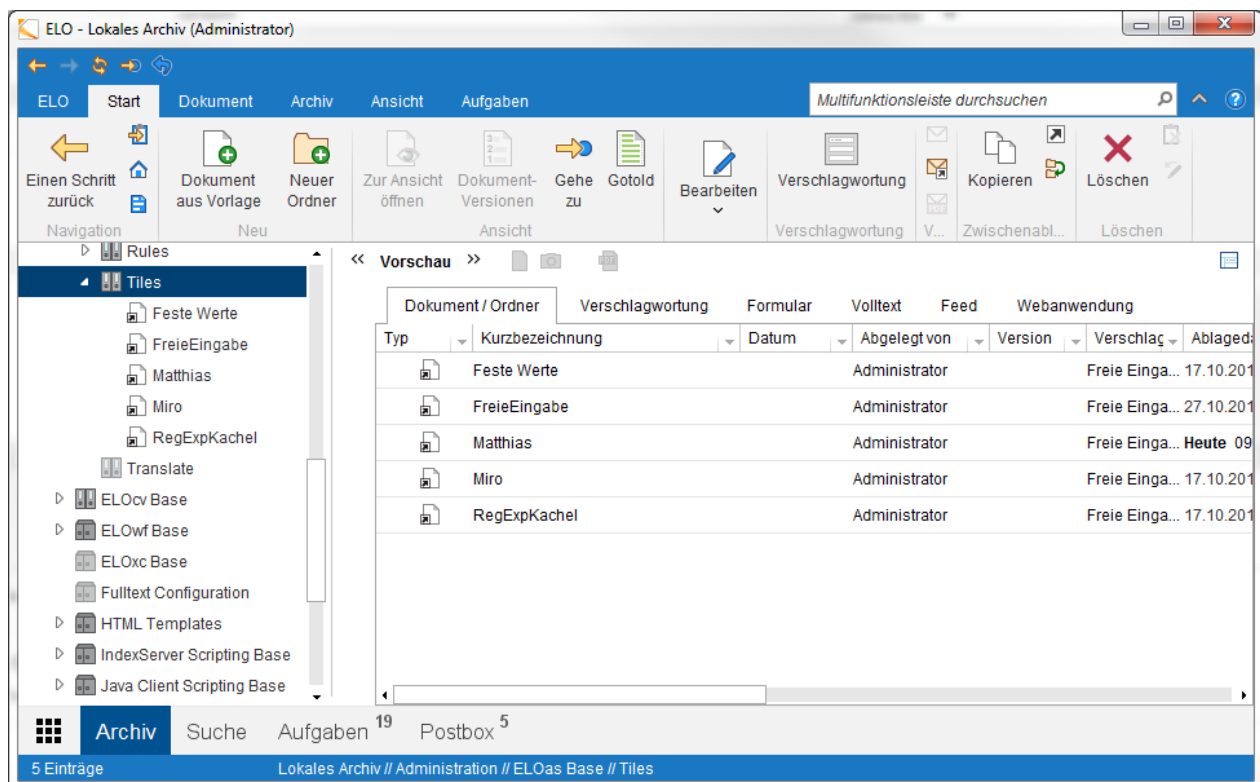 ELO - Lokales Archiv (Administrator)
ELO Start Dokument Archiv Ansicht Aufgaben Multifunktionsleiste durchsuchen
Einen Schritt zurück
Dokument aus Vorlage
Neuer Ordner
Zur Ansicht öffnen
Dokument-Versionen
Gehe zu
GotoId
Bearbeiten
Verschlagwortung
Kopieren
Löschen
Navigation Neu Ansicht Verschlagwortung V... Zwischenabl... Löschen
Rules
Tiles
Feste Werte
FreieEingabe
Matthias
Miro
RegExpKachel
Translate
ELOcv Base
ELOwf Base
ELOxc Base
Fulltext Configuration
HTML Templates
IndexServer Scripting Base
Java Client Scripting Base
Vorschau
Dokument / Ordner Verschlagwortung Formular Volltext Feed Webanwendung
Typ Kurzbezeichnung Datum Abgelegt von Version Verschlag Ablageda
Feste Werte Administrator Freie Einga... 17.10.201
FreieEingabe Administrator Freie Einga... 27.10.201
Matthias Administrator Freie Einga... Heute 09
Miro Administrator Freie Einga... 17.10.201
RegExpKachel Administrator Freie Einga... 17.10.201
Archiv Suche Aufgaben 19 Postbox 5
5 Einträge Lokales Archiv // Administration // ELOas Base // Tiles